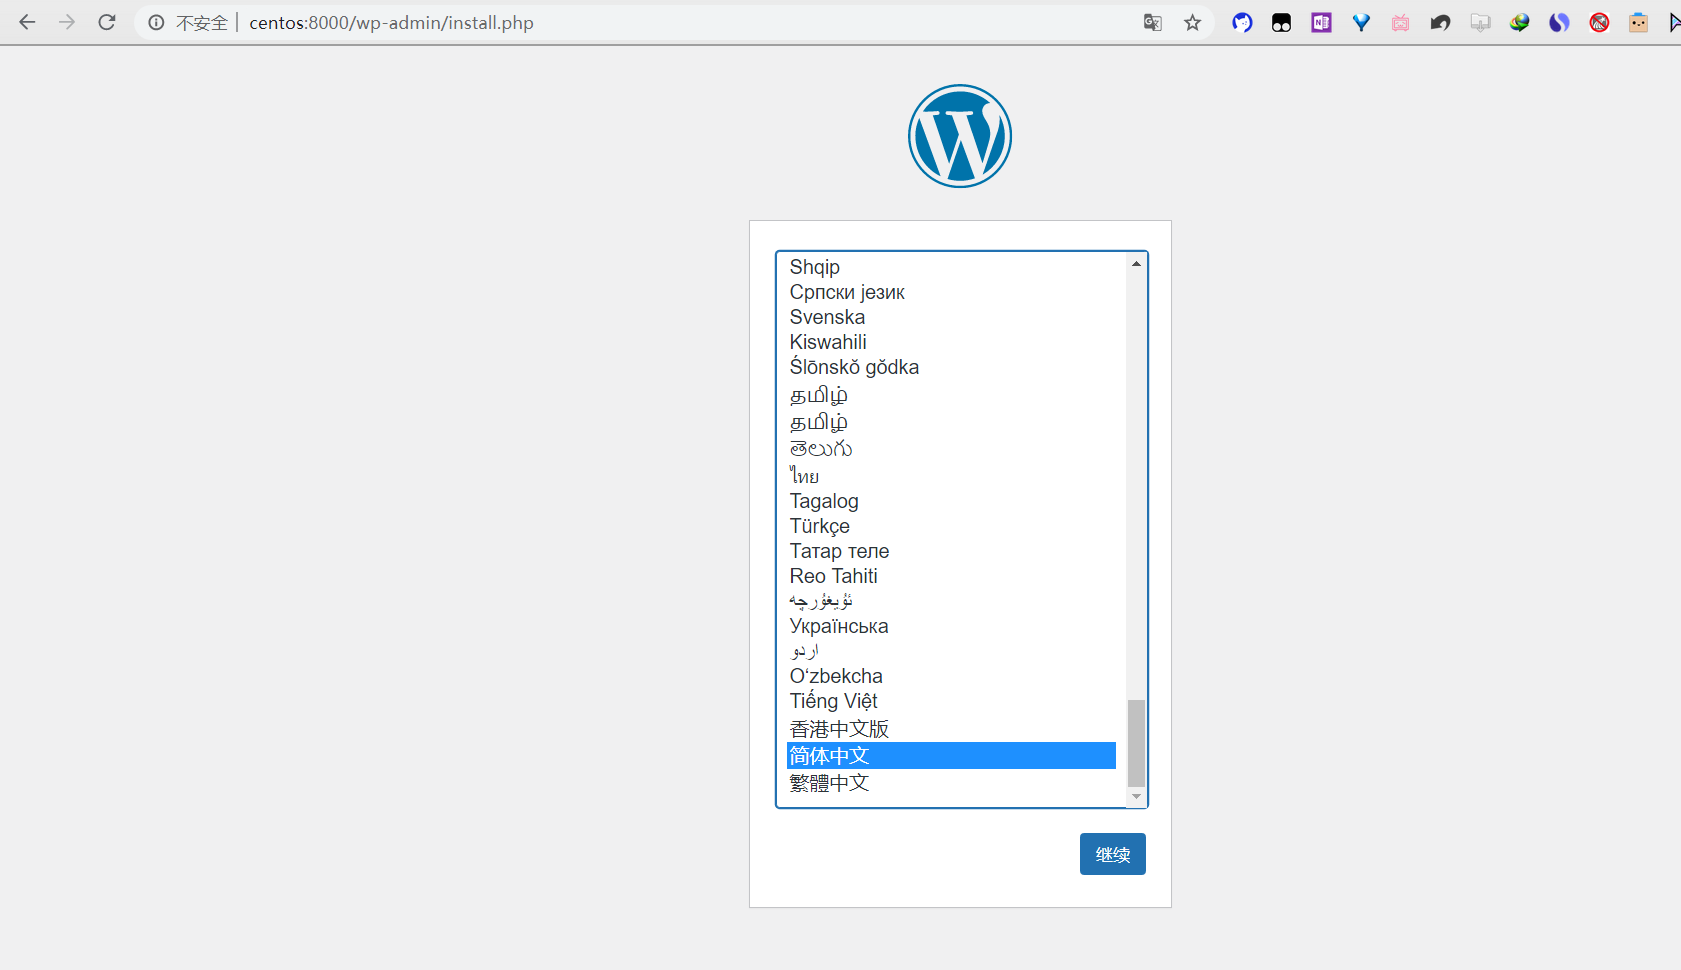 不安全 | centos:8000/wp-admin/install.php
Shqip
Српски језик
Svenska
Kiswahili
Ślōnskŏ gŏdka
தமிழ்
தமிழ்
తెలుగు
ไทย
Tagalog
Türkçe
Татар теле
Reo Tahiti
ئۇيغۇرچە
Українська
اردو
O‘zbekcha
Tiếng Việt
香港中文版
简体中文
繁體中文
继续